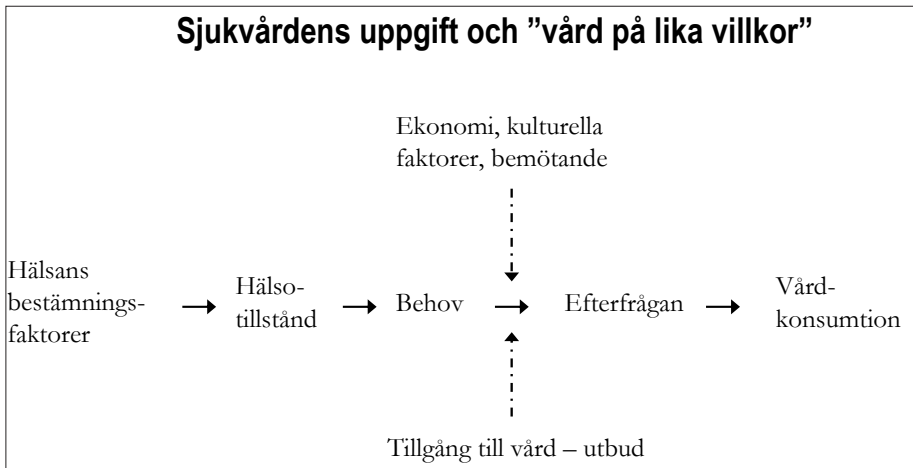 Sjukvårdens uppgift och ”vård på lika villkor”
Ekonomi, kulturella
faktorer, bemötande
Hälsans
bestämnings-
faktorer
Hälso-
tillstånd
Behov
Efterfrågan
Vård-
konsumtion
Tillgång till vård – utbud